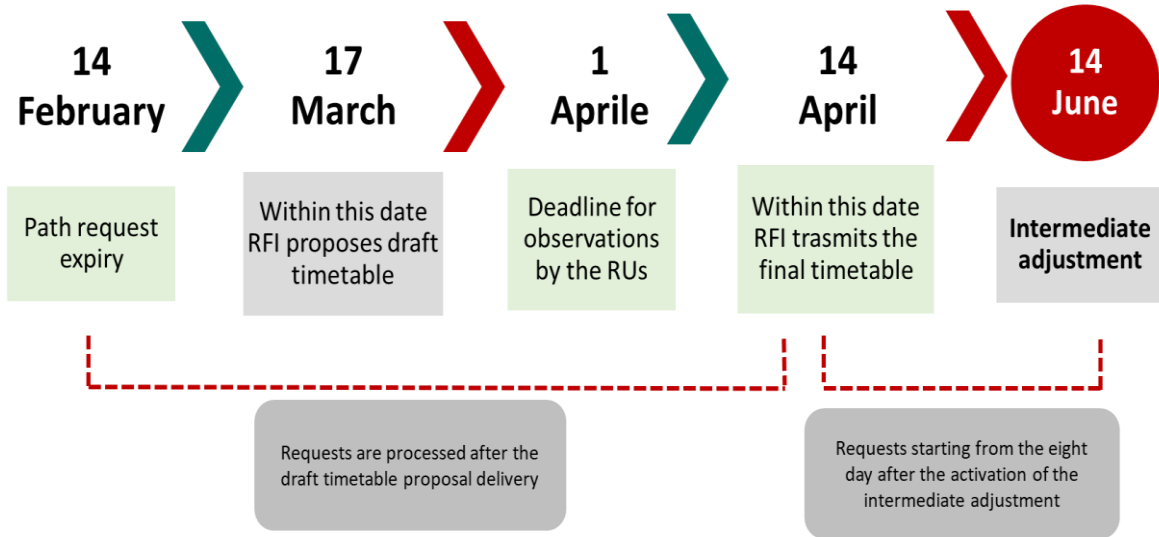 14
February
17
March
1
Aprile
14
April
14
June
Path request
expiry
Within this date
RFI proposes draft
timetable
Deadline for
observations
by the RUs
Within this date
RFI trasmits the
final timetable
Intermediate
adjustment
Requests are processed after the
draft timetable proposal delivery
Requests starting from the eight
day after the activation of the
intermediate adjustment